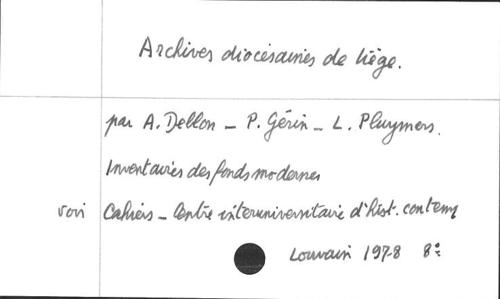 Archives diocésaines de Liège.
par A. Deblon - P. Gérin - L. Pluymers.
Inventaires des fonds modernes
voir Cahiers - Centre interuniversitaire d'hist. contemp
Louvain 1978 8°